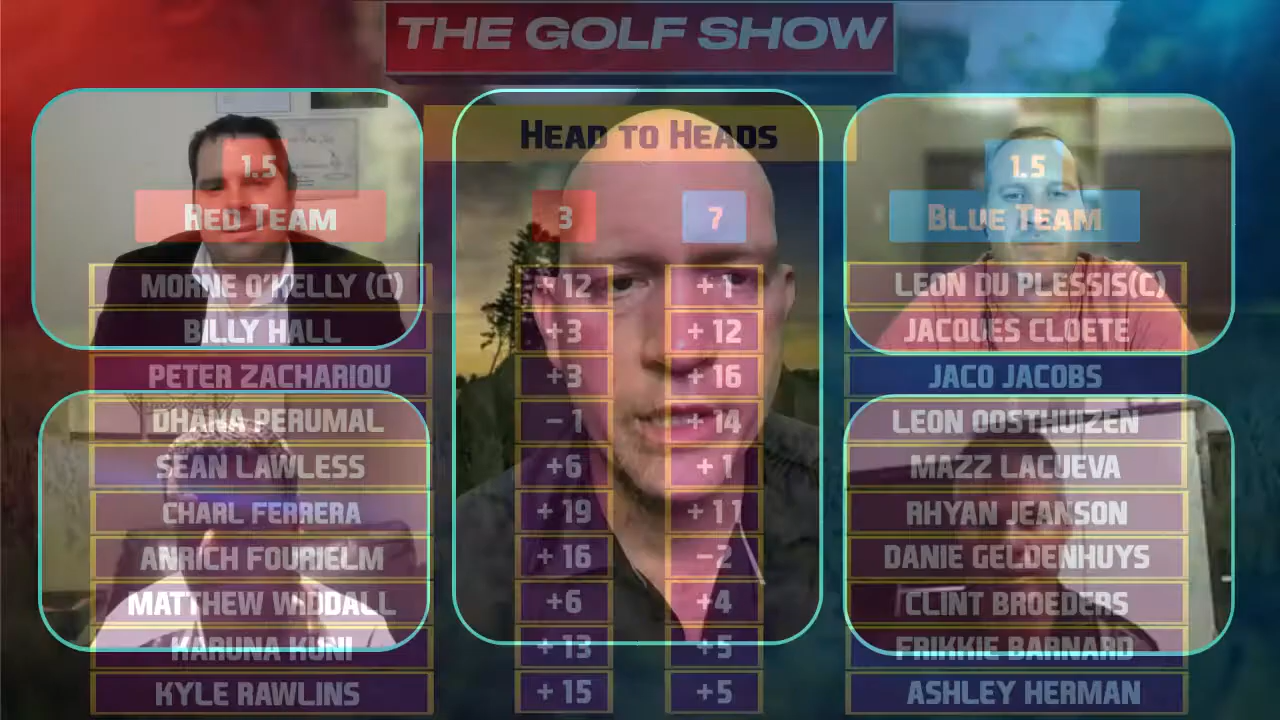 THE GOLF SHOW
HEAD TO HEADS
1.5 1.5
RED TEAM 3 7 BLUE TEAM
MORNE O'KELLY (C) +12 +1 LEON DU PLESSIS(C)
BILLY HALL +3 +12 JACQUES CLOETE
PETER ZACHARIOU +3 +16 JACO JACOBS
DHANA PERUMAL -1 +14 LEON OOSTHUIZEN
SEAN LAWLESS +6 +1 MAZZ LACUEVA
CHARL FERRERA +19 +11 RHYAN JEANSON
ANRICH FOURIELM +16 -2 DANIE GELDENHUYS
MATTHEW WIDDALL +6 +4 CLINT BROEDERS
KARUNA KUNI +13 +5 FRIKKIE BARNARD
KYLE RAWLINS +15 +5 ASHLEY HERMAN